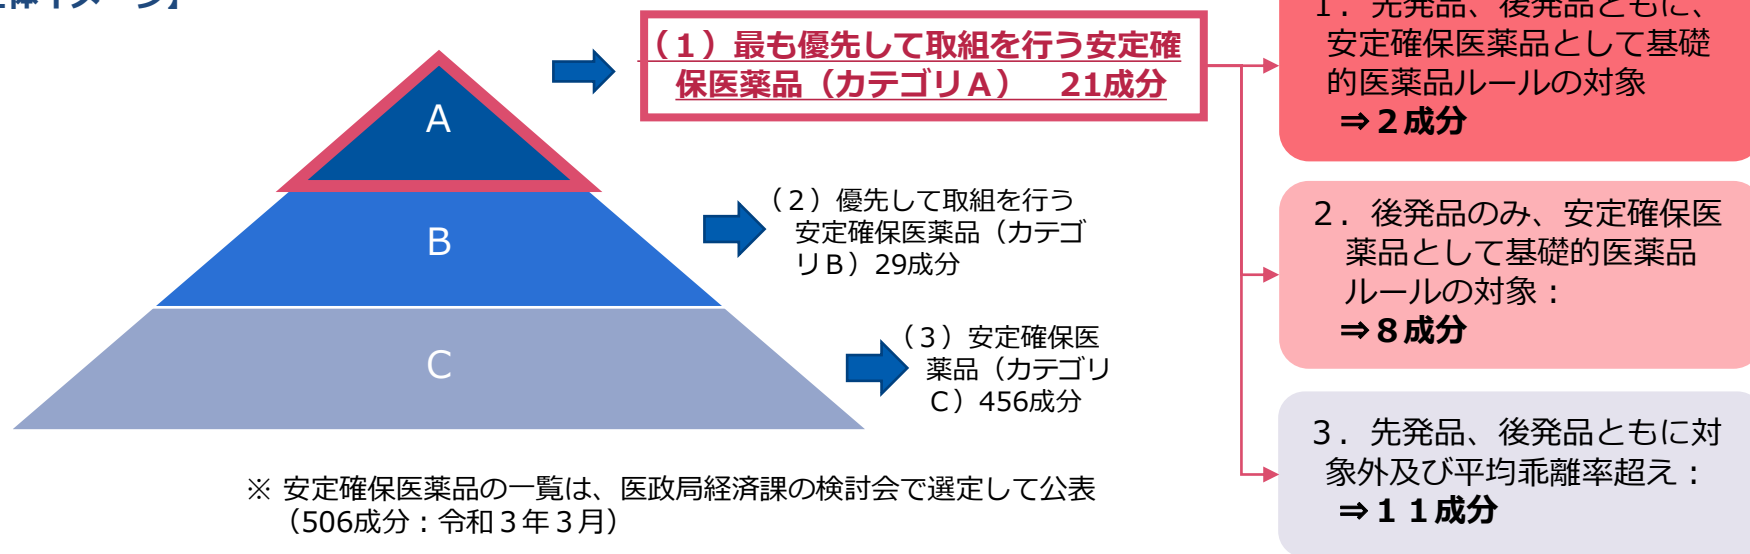 (1)最も優先して取組を行う安定確
保医薬品(カテゴリA) 21成分
A
B
C
(2)優先して取組を行う
安定確保医薬品(カテゴ
リB)29成分
(3)安定確保医
薬品(カテゴリ
C)456成分
※ 安定確保医薬品の一覧は、医政局経済課の検討会で選定して公表
(506成分:令和3年3月)
1.先発品、後発品ともに、
安定確保医薬品として基礎
的医薬品ルールの対象
⇒2成分
2.後発品のみ、安定確保医
薬品として基礎的医薬品
ルールの対象:
⇒8成分
3.先発品、後発品ともに対
象外及び平均乖離率超え:
⇒11成分